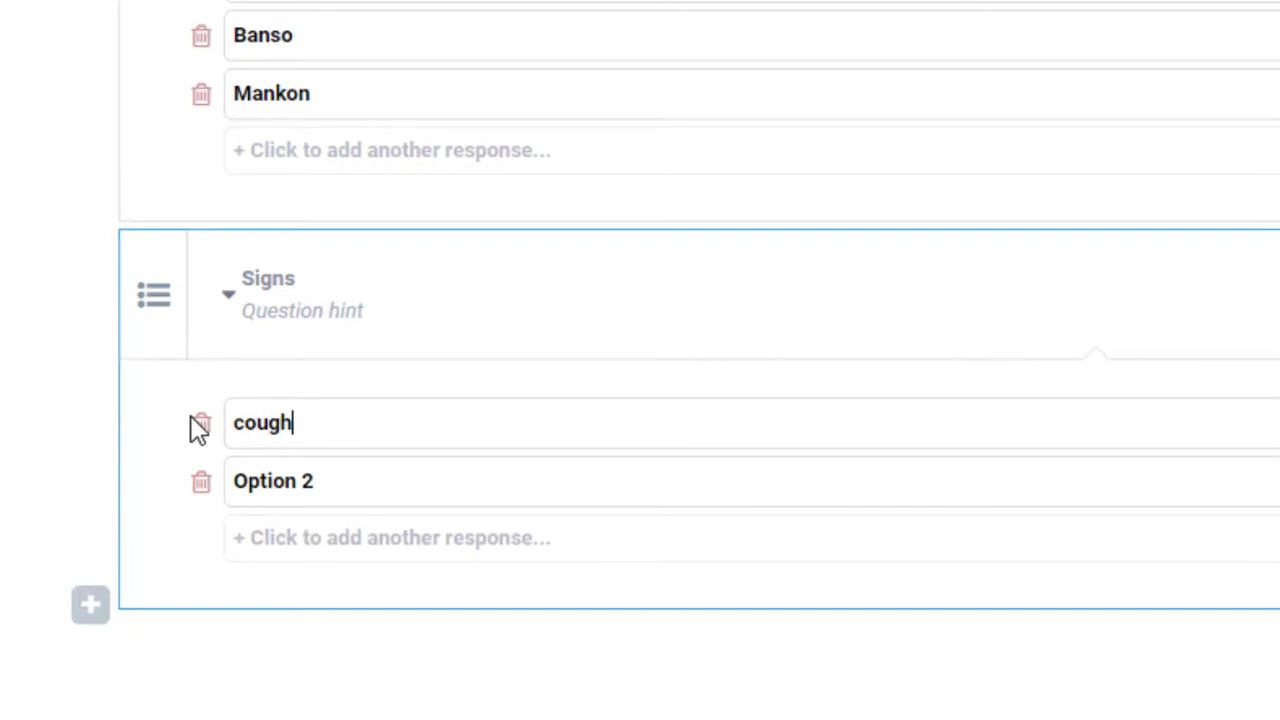 Banso
Mankon
+ Click to add another response...
Signs
Question hint
cough
Option 2
+ Click to add another response...